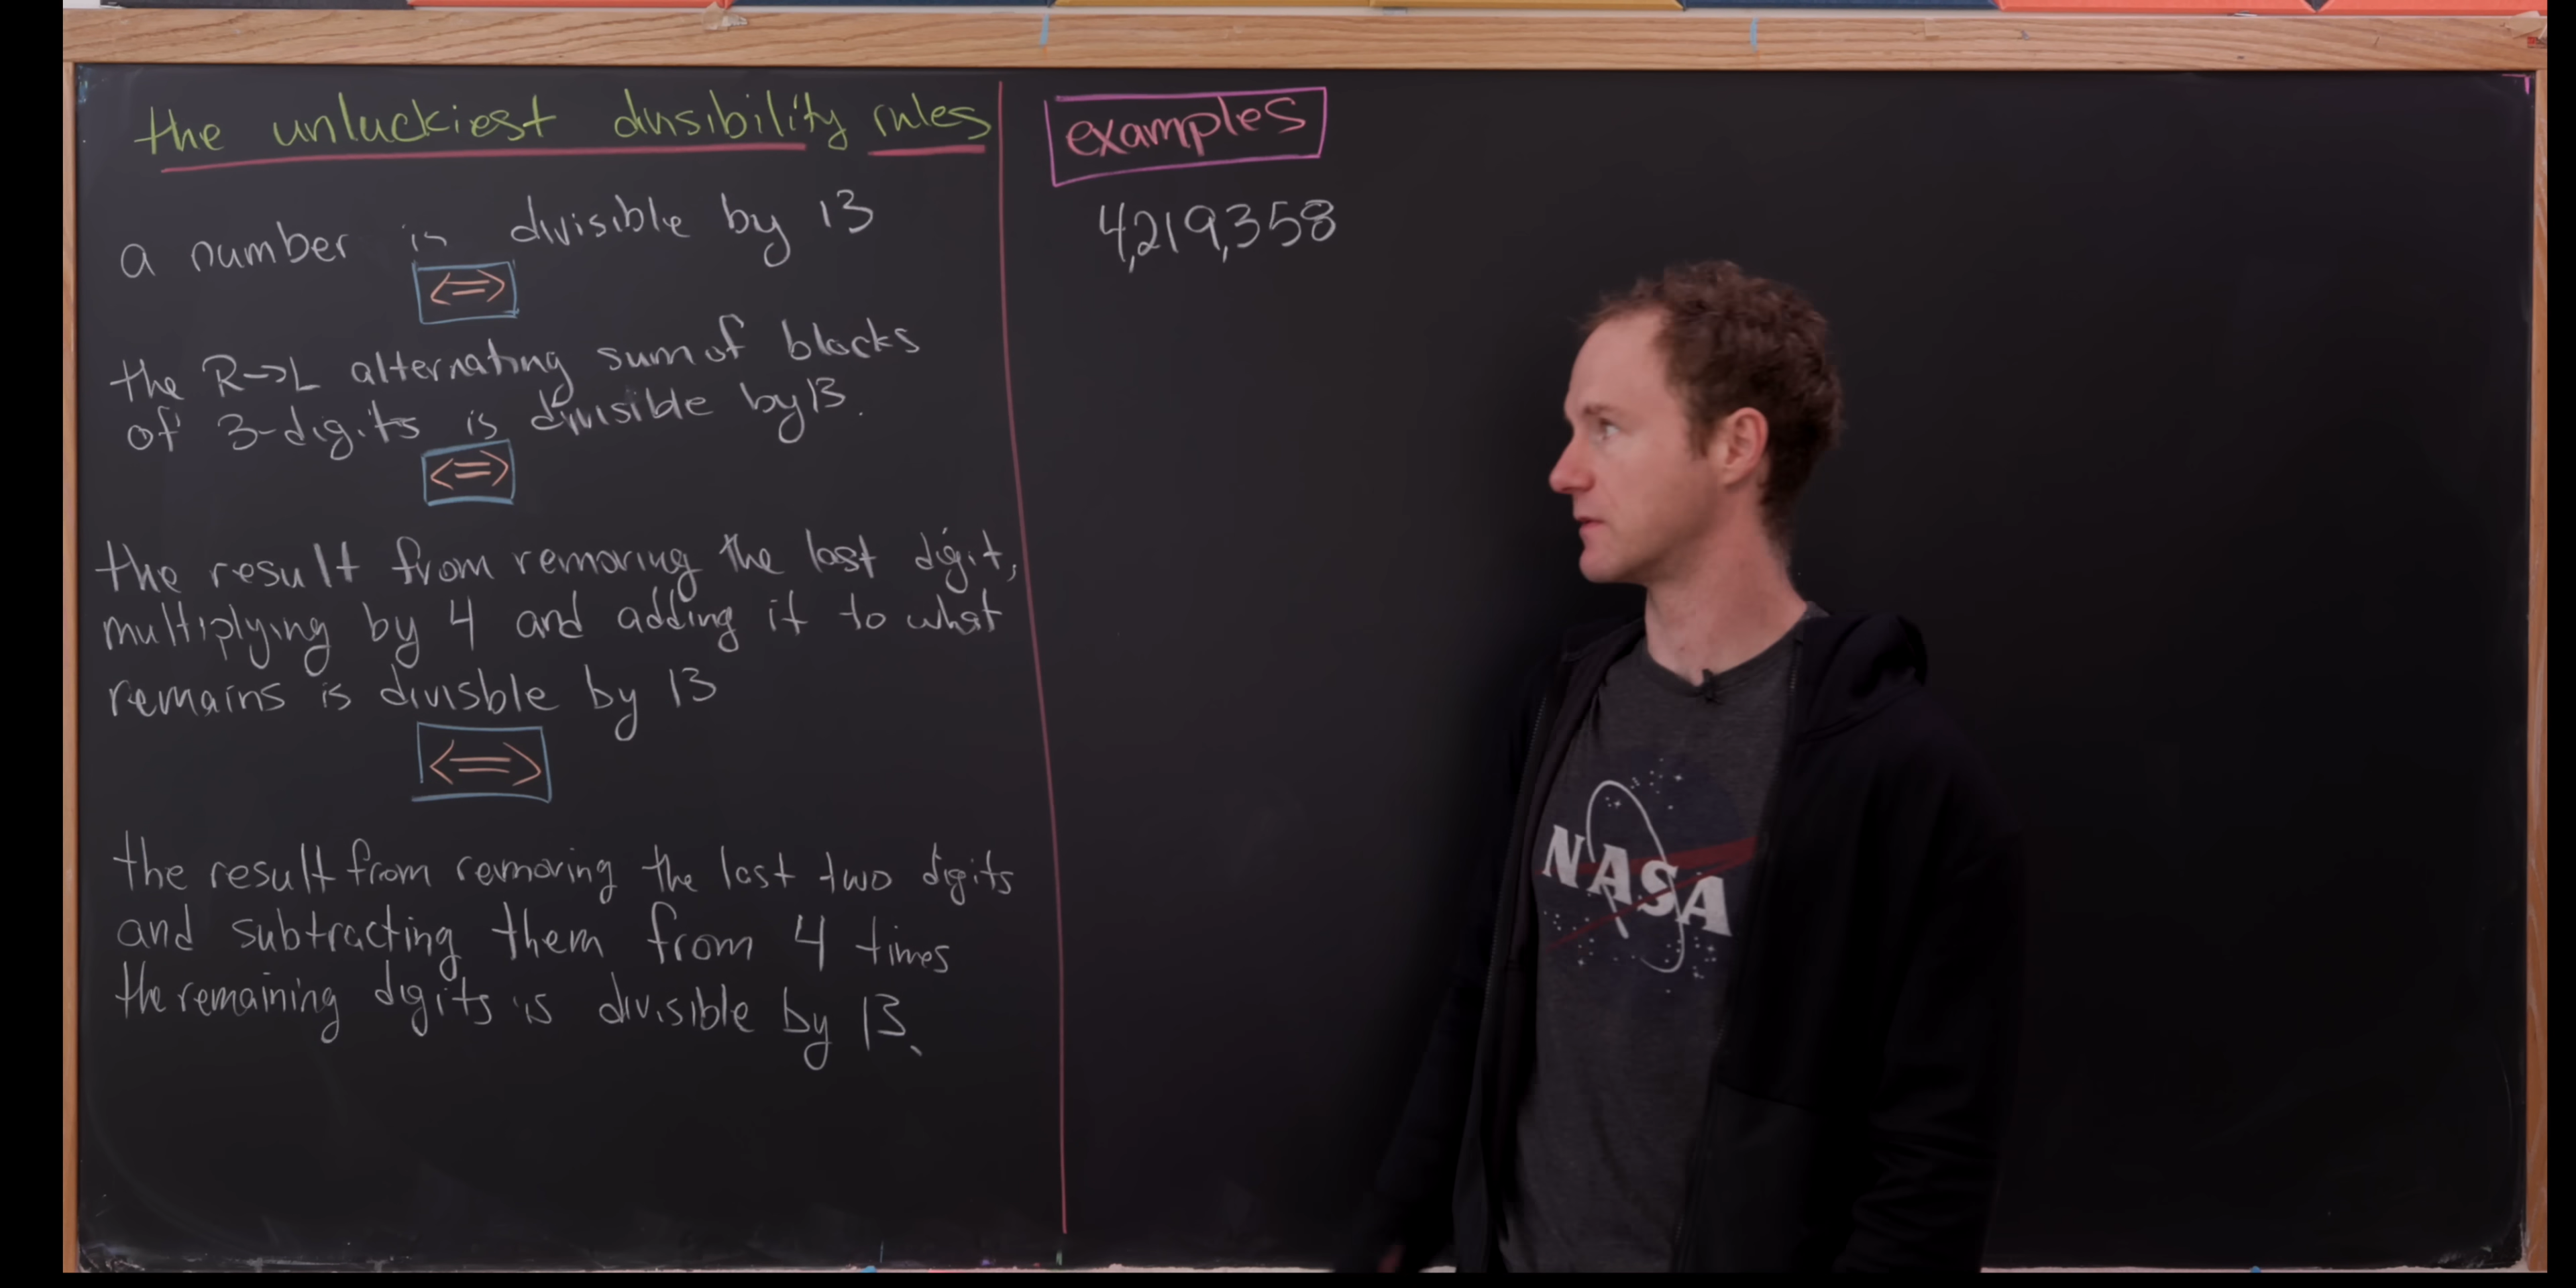 the unluckiest divisibility rules
a number is divisible by 13
<=>
the R->L alternating sum of blocks
of 3-digits is divisible by 13.
<=>
the result from removing the last digit,
multiplying by 4 and adding it to what
remains is divisble by 13
<=>
the result from removing the last two digits
and subtracting them from 4 times
the remaining digits is divisible by 13.
examples
4,219,358
NASA